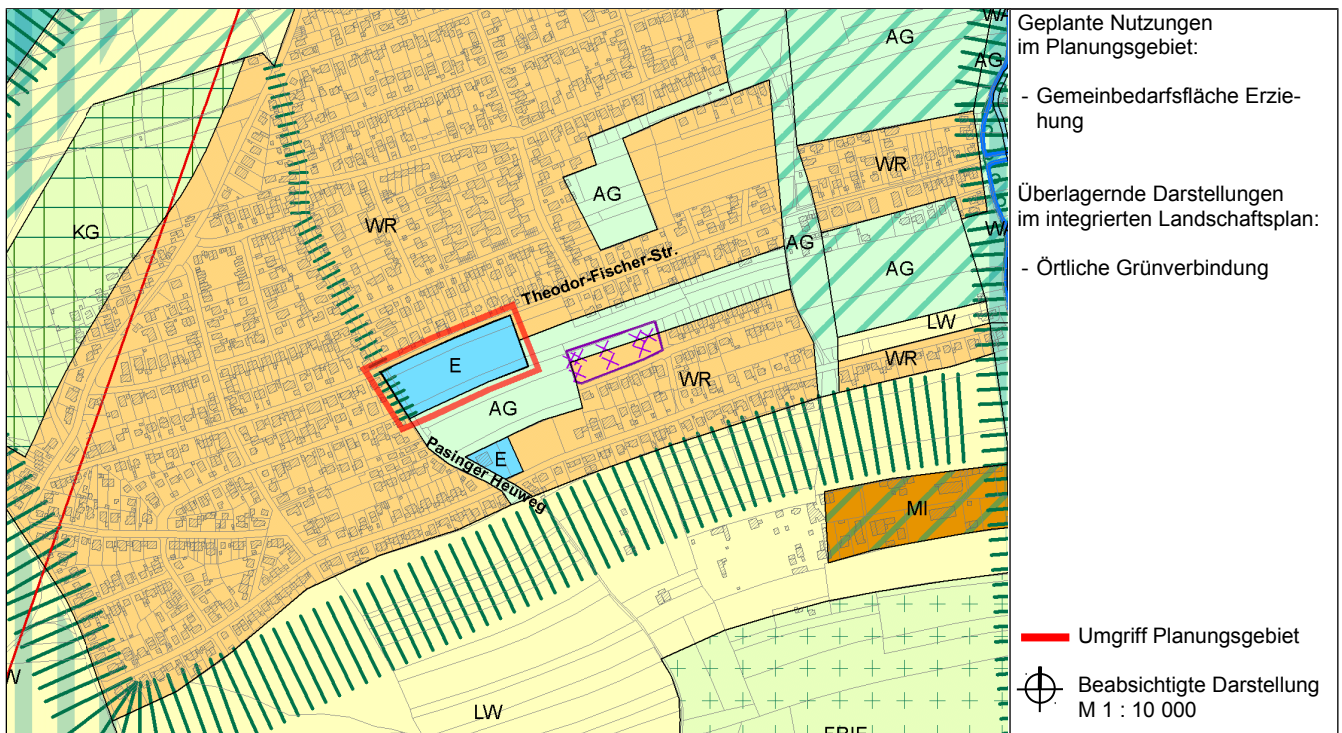 WA
AG
AG
KG
WR
AG
WR
WA
AG
AG
Theodor-Fischer-Str.
LW
WR
E
WR
AG
Pasinger Heuweg
E
MI
LW
W
Geplante Nutzungen
im Planungsgebiet:
- Gemeinbedarfsfläche Erzie-
hung
Überlagernde Darstellungen
im integrierten Landschaftsplan:
- Örtliche Grünverbindung
Umgriff Planungsgebiet
Beabsichtigte Darstellung
M 1 : 10 000